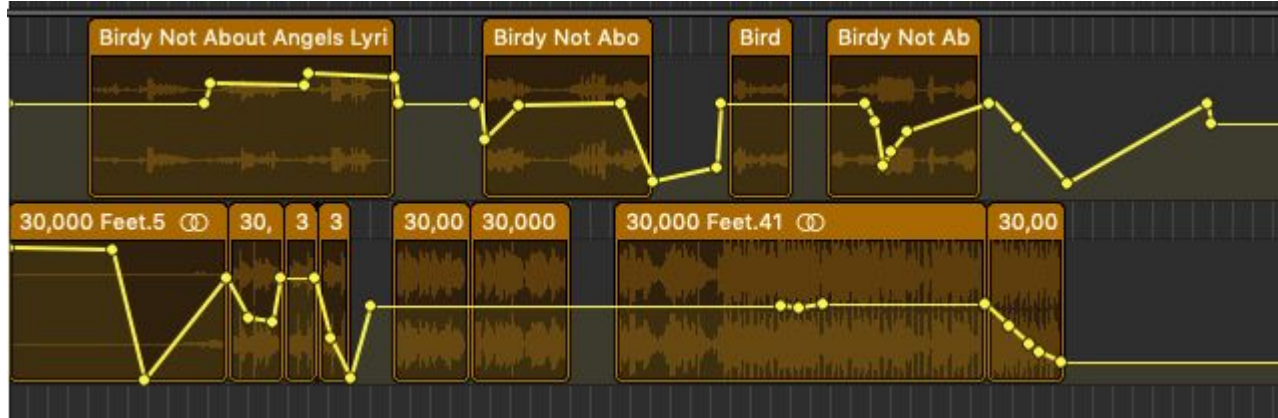 Birdy Not About Angels Lyri
Birdy Not Abo
Bird
Birdy Not Ab
30,000 Feet.5
30,
3
3
30,00
30,000
30,000 Feet.41
30,00